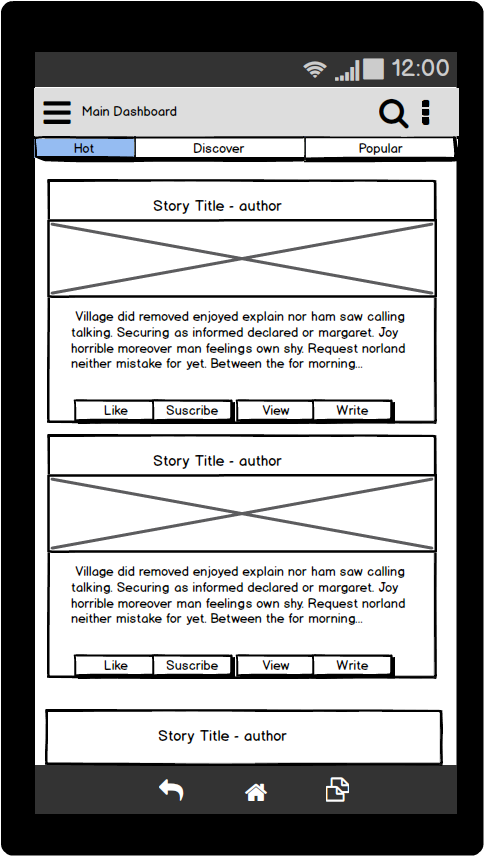 12:00
Main Dashboard
Hot Discover Popular
Story Title - author
Village did removed enjoyed explain nor ham saw calling
talking. Securing as informed declared or margaret. Joy
horrible moreover man feelings own shy. Request norland
neither mistake for yet. Between the for morning...
Like Suscribe View Write
Story Title - author
Village did removed enjoyed explain nor ham saw calling
talking. Securing as informed declared or margaret. Joy
horrible moreover man feelings own shy. Request norland
neither mistake for yet. Between the for morning...
Like Suscribe View Write
Story Title - author